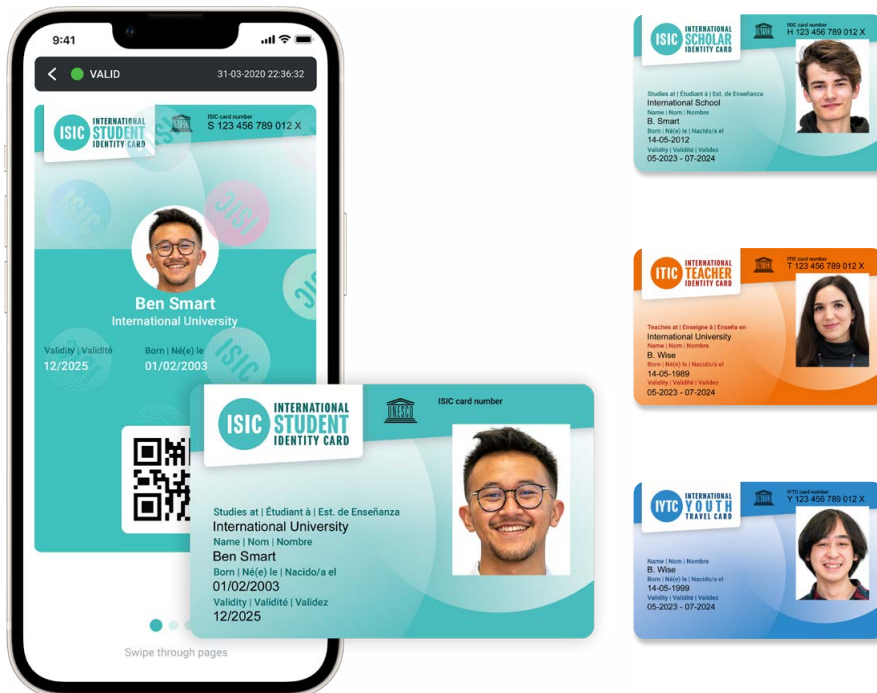 9:41
VALID
31-03-2020 22:36:32
ISIC
INTERNATIONAL
STUDENT
IDENTITY CARD
UNESCO
ISIC card number
S 123 456 789 012 X
ISIC
ISIC
ISIC
ISIC
Ben Smart
International University
Validity | Validité
Born | Né(e) le
12/2025
01/02/2003
Swipe through pages
ISIC
INTERNATIONAL
STUDENT
IDENTITY CARD
UNESCO
ISIC card number
Studies at | Étudiant à | Est. de Enseñanza
International University
Name | Nom | Nombre
Ben Smart
Born | Né(e) le | Nacido/a el
01/02/2003
Validity | Validité | Validez
12/2025
ISIC
INTERNATIONAL
SCHOLAR
IDENTITY CARD
UNESCO
ISIC card number
H 123 456 789 012 X
Studies at | Étudiant à | Est. de Enseñanza
International School
Name | Nom | Nombre
B. Smart
Born | Né(e) le | Nacido/a el
14-05-2012
Validity | Validité | Validez
05-2023 - 07-2024
ITIC
INTERNATIONAL
TEACHER
IDENTITY CARD
UNESCO
ITIC card number
T 123 456 789 012 X
Teaches at | Enseigne à | Enseña en
International University
Name | Nom | Nombre
B. Wise
Born | Né(e) le | Nacido/a el
14-05-1989
Validity | Validité | Validez
05-2023 - 07-2024
IYTC
INTERNATIONAL
YOUTH
TRAVEL CARD
UNESCO
IYTC card number
Y 123 456 789 012 X
Name | Nom | Nombre
B. Wise
Born | Né(e) le | Nacido/a el
14-05-1999
Validity | Validité | Validez
05-2023 - 07-2024